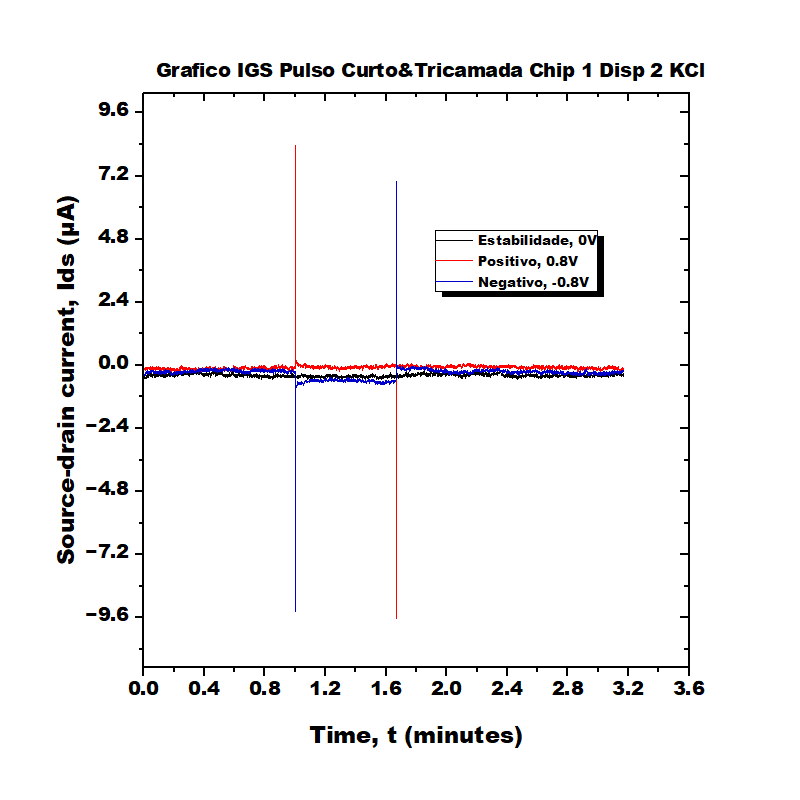 Grafico IGS Pulso Curto&Tricamada Chip 1 Disp 2 KCl
9.6
7.2
4.8
2.4
0.0
−2.4
−4.8
−7.2
−9.6
Source-drain current, Ids (µA)
Estabilidade, 0V
Positivo, 0.8V
Negativo, -0.8V
0.0 0.4 0.8 1.2 1.6 2.0 2.4 2.8 3.2 3.6
Time, t (minutes)